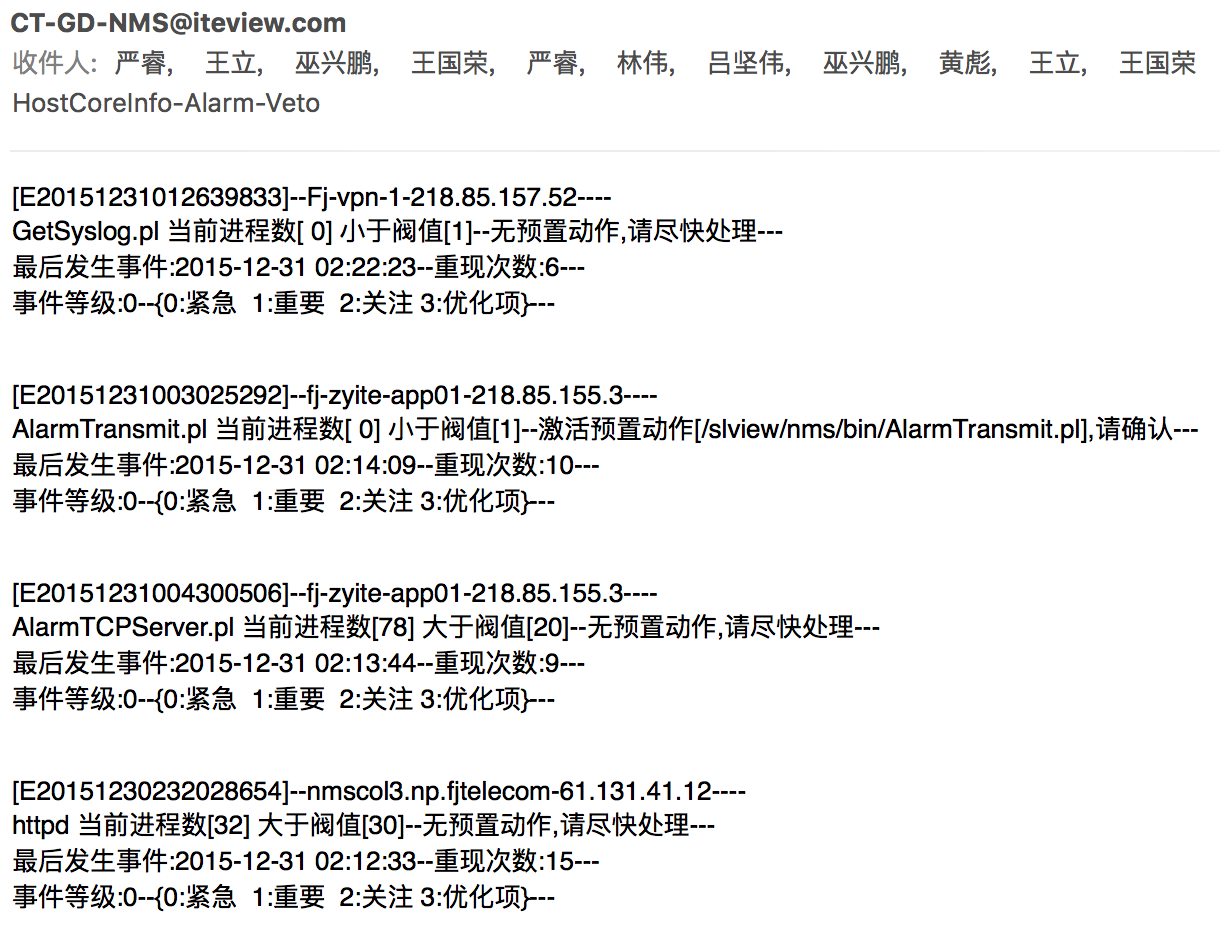 CT-GD-NMS@iteview.com
收件人: 严睿, 王立, 巫兴鹏, 王国荣, 严睿, 林伟, 吕坚伟, 巫兴鹏, 黄彪, 王立, 王国荣
HostCoreInfo-Alarm-Veto
[E20151231012639833]--Fj-vpn-1-218.85.157.52----
GetSyslog.pl 当前进程数[ 0] 小于阀值[1]--无预置动作,请尽快处理---
最后发生事件:2015-12-31 02:22:23--重现次数:6---
事件等级:0--{0:紧急  1:重要  2:关注 3:优化项}---
[E20151231003025292]--fj-zyite-app01-218.85.155.3----
AlarmTransmit.pl 当前进程数[ 0] 小于阀值[1]--激活预置动作[/slview/nms/bin/AlarmTransmit.pl],请确认---
最后发生事件:2015-12-31 02:14:09--重现次数:10---
事件等级:0--{0:紧急  1:重要  2:关注 3:优化项}---
[E20151231004300506]--fj-zyite-app01-218.85.155.3----
AlarmTCPServer.pl 当前进程数[78] 大于阀值[20]--无预置动作,请尽快处理---
最后发生事件:2015-12-31 02:13:44--重现次数:9---
事件等级:0--{0:紧急  1:重要  2:关注 3:优化项}---
[E20151230232028654]--nmscol3.np.fjtelecom-61.131.41.12----
httpd 当前进程数[32] 大于阀值[30]--无预置动作,请尽快处理---
最后发生事件:2015-12-31 02:12:33--重现次数:15---
事件等级:0--{0:紧急  1:重要  2:关注 3:优化项}---